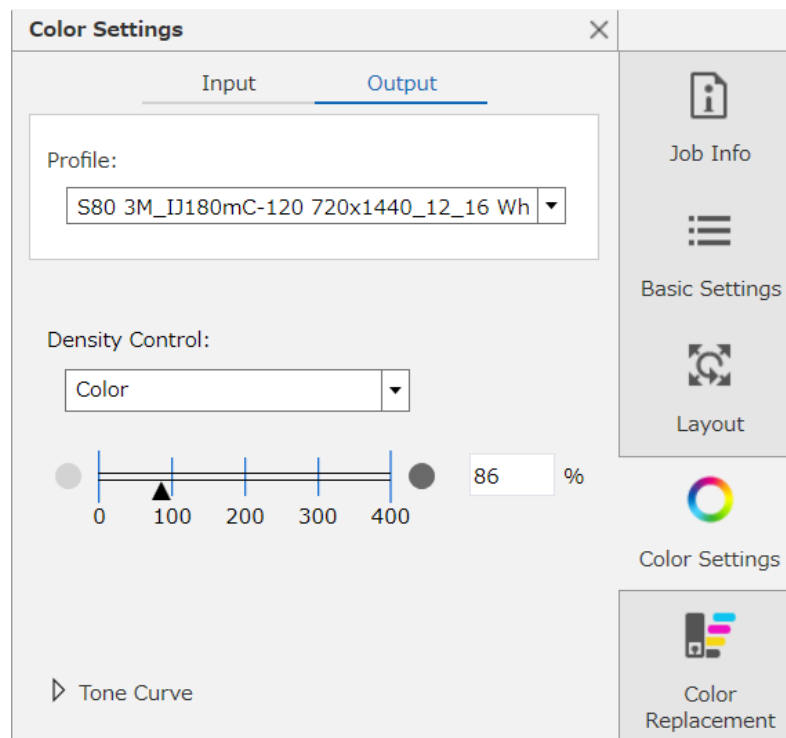 Color Settings
Input
Output
Profile:
S80 3M_IJ180mC-120 720x1440_12_16 Wh
Density Control:
Color
86
%
0
100
200
300
400
Tone Curve
Job Info
Basic Settings
Layout
Color Settings
Color
Replacement